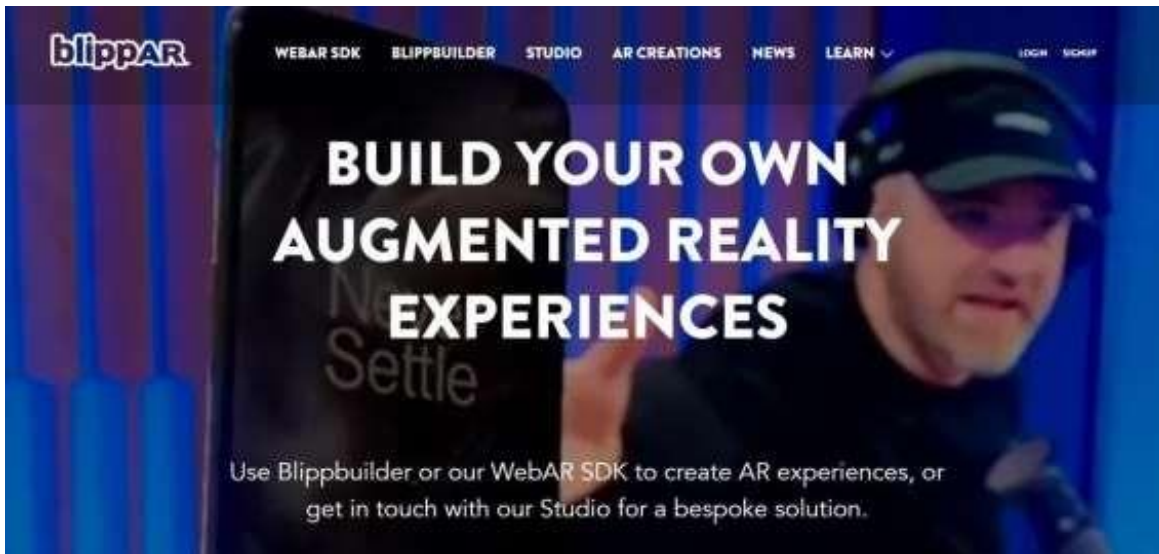 blippAR
WEBAR SDK BLIPPBUILDER STUDIO AR CREATIONS NEWS LEARN LOGIN SIGNUP
BUILD YOUR OWN
AUGMENTED REALITY
EXPERIENCES
Settle
Use Blippbuilder or our WebAR SDK to create AR experiences, or
get in touch with our Studio for a bespoke solution.